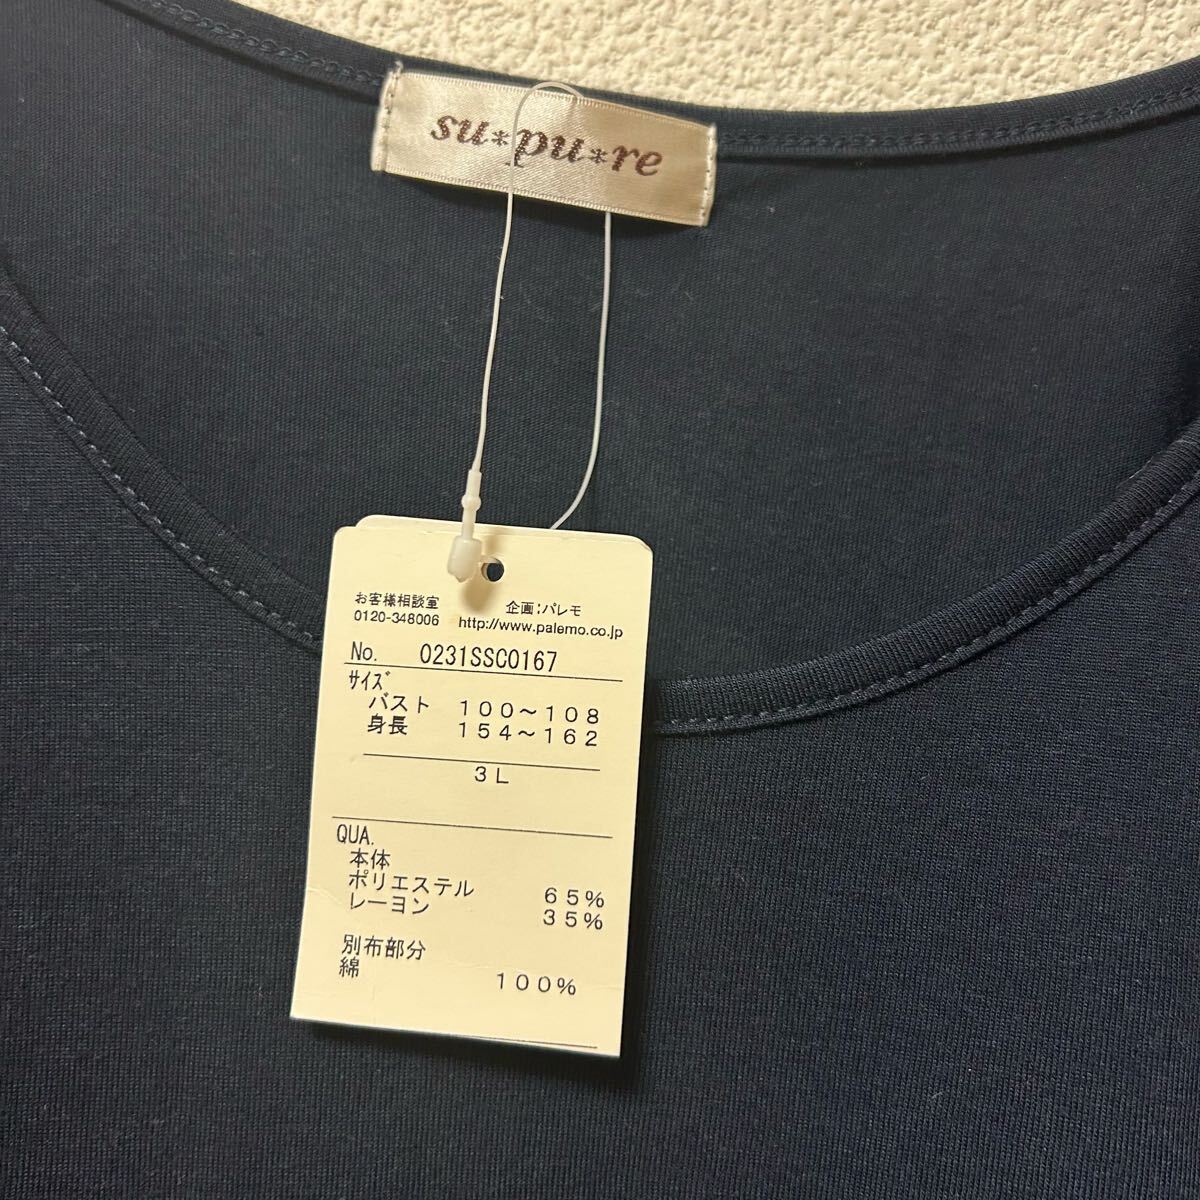 su*pu*re
お客様相談室
0120-348006
企画:パレモ
http://www.palemo.co.jp
No. 0231SSC0167
ｻｲｽﾞ
バスト １００～１０８
身長 １５４～１６２
３Ｌ
QUA.
本体
ポリエステル ６５％
レーヨン ３５％
別布部分
綿 １００％